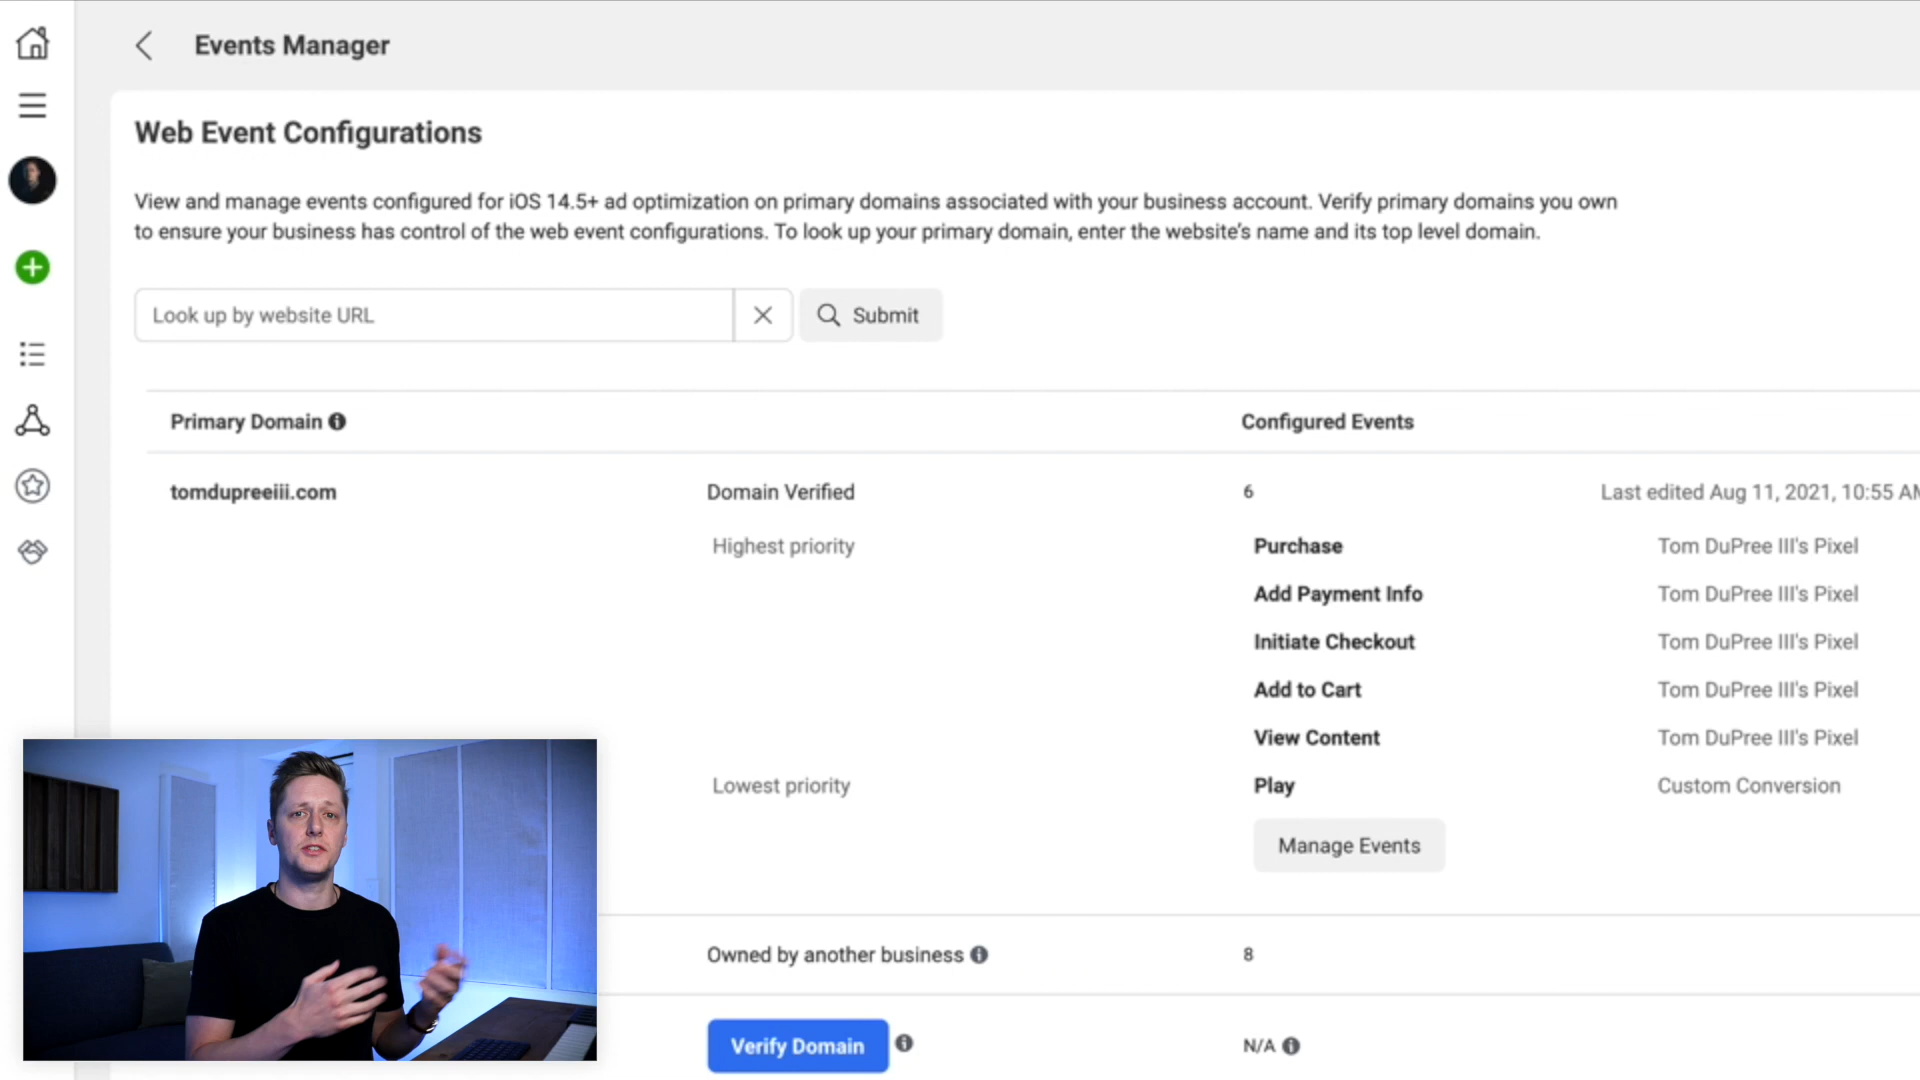 Events Manager
Web Event Configurations
View and manage events configured for iOS 14.5+ ad optimization on primary domains associated with your business account. Verify primary domains you own
to ensure your business has control of the web event configurations. To look up your primary domain, enter the website's name and its top level domain.
Look up by website URL
Submit
Primary Domain Configured Events
tomdupreeiii.com Domain Verified 6 Last edited Aug 11, 2021, 10:55 AM
Highest priority Purchase Tom DuPree III's Pixel
Add Payment Info Tom DuPree III's Pixel
Initiate Checkout Tom DuPree III's Pixel
Add to Cart Tom DuPree III's Pixel
View Content Tom DuPree III's Pixel
Lowest priority Play Custom Conversion
Manage Events
Owned by another business 8
Verify Domain N/A